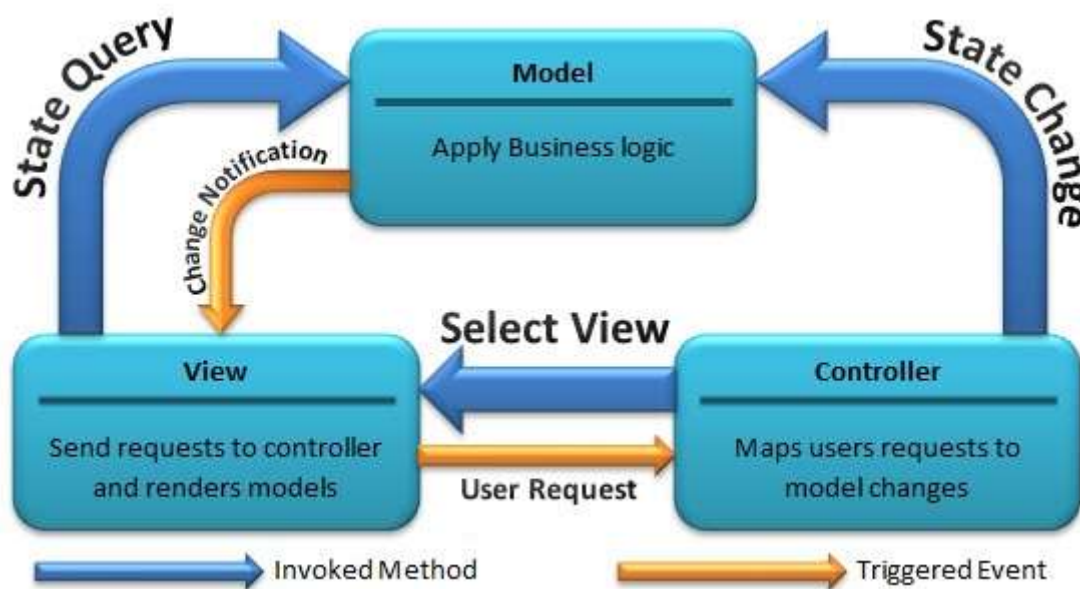 State Query
Model
State Change
Apply Business logic
Change Notification
Select View
View
Controller
Send requests to controller
and renders models
Maps users requests to
model changes
User Request
Invoked Method
Triggered Event